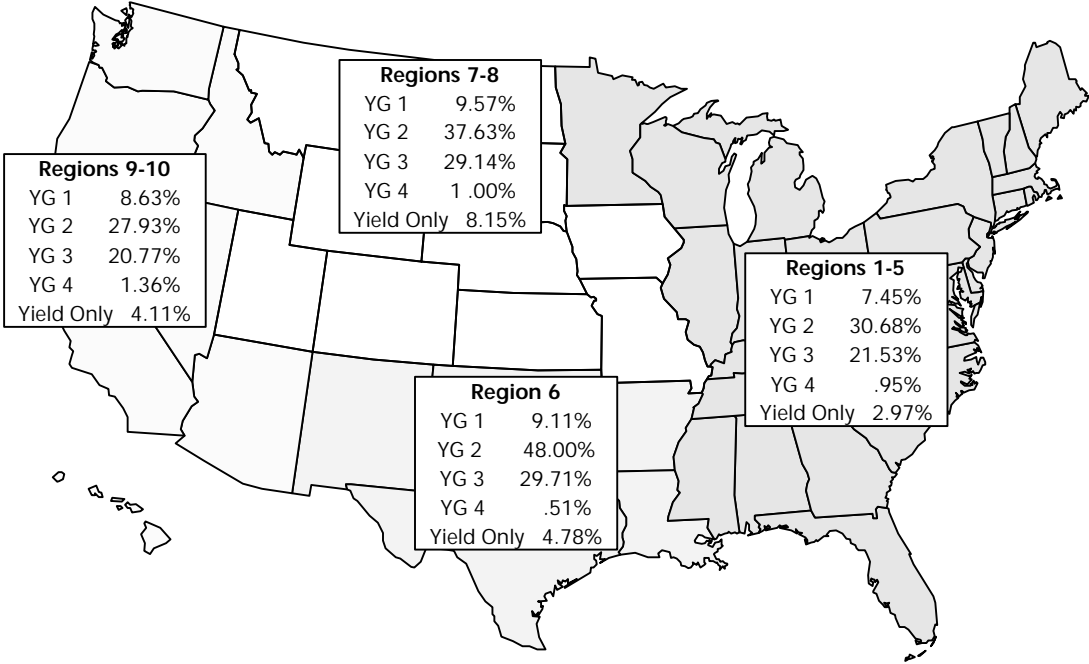 Regions 7-8
YG 1 9.57%
YG 2 37.63%
YG 3 29.14%
YG 4 1 .00%
Yield Only 8.15%
Regions 9-10
YG 1 8.63%
YG 2 27.93%
YG 3 20.77%
YG 4 1.36%
Yield Only 4.11%
Regions 1-5
YG 1 7.45%
YG 2 30.68%
YG 3 21.53%
YG 4 .95%
Yield Only 2.97%
Region 6
YG 1 9.11%
YG 2 48.00%
YG 3 29.71%
YG 4 .51%
Yield Only 4.78%